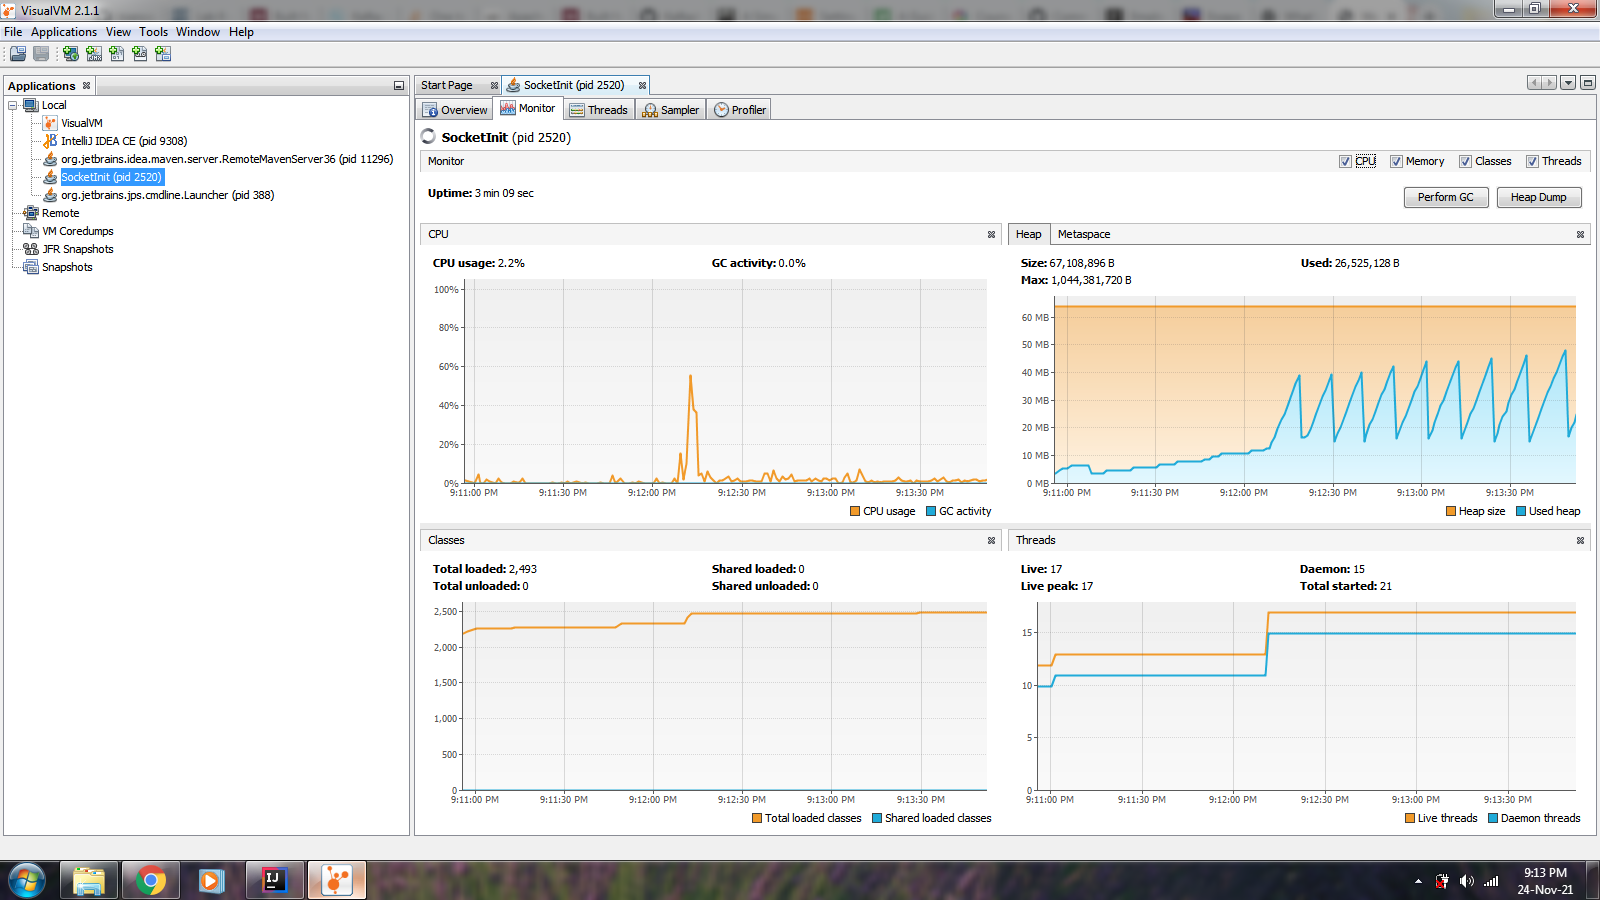 VisualVM 2.1.1
File Applications View Tools Window Help
Applications
Local
VisualVM
IntelliJ IDEA CE (pid 9308)
org.jetbrains.idea.maven.server.RemoteMavenServer36 (pid 11296)
SocketInit (pid 2520)
org.jetbrains.jps.cmdline.Launcher (pid 388)
Remote
VM Coredumps
JFR Snapshots
Snapshots
Start Page SocketInit (pid 2520)
Overview Monitor Threads Sampler Profiler
SocketInit (pid 2520)
Monitor CPU Memory Classes Threads
Uptime: 3 min 09 sec Perform GC Heap Dump
CPU
CPU usage: 2.2% GC activity: 0.0%
100%
80%
60%
40%
20%
0%
9:11:00 PM 9:11:30 PM 9:12:00 PM 9:12:30 PM 9:13:00 PM 9:13:30 PM
CPU usage GC activity
Heap Metaspace
Size: 67,108,896 B Used: 26,525,128 B
Max: 1,044,381,720 B
60 MB
50 MB
40 MB
30 MB
20 MB
10 MB
0 MB
9:11:00 PM 9:11:30 PM 9:12:00 PM 9:12:30 PM 9:13:00 PM 9:13:30 PM
Heap size Used heap
Classes
Total loaded: 2,493 Shared loaded: 0
Total unloaded: 0 Shared unloaded: 0
2,500
2,000
1,500
1,000
500
0
9:11:00 PM 9:11:30 PM 9:12:00 PM 9:12:30 PM 9:13:00 PM 9:13:30 PM
Total loaded classes Shared loaded classes
Threads
Live: 17 Daemon: 15
Live peak: 17 Total started: 21
15
10
5
0
9:11:00 PM 9:11:30 PM 9:12:00 PM 9:12:30 PM 9:13:00 PM 9:13:30 PM
Live threads Daemon threads
IJ
9:13 PM
24-Nov-21